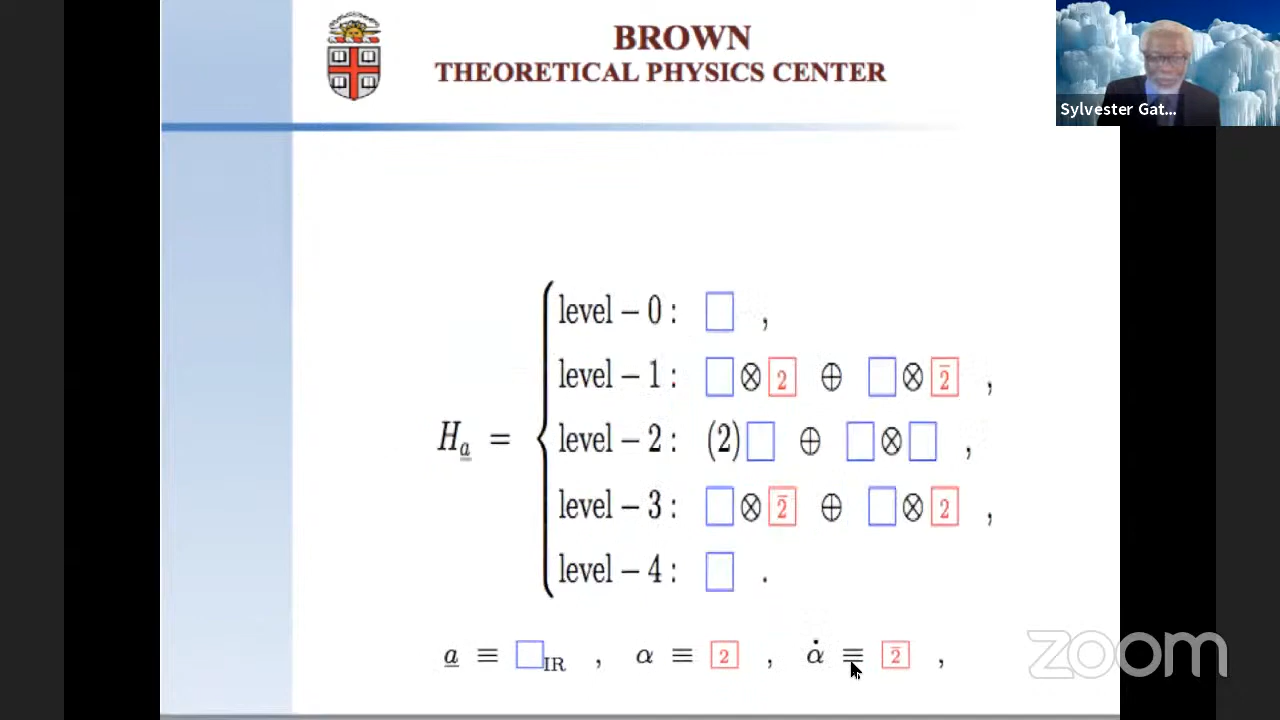 BROWN
THEORETICAL PHYSICS CENTER
Sylvester Gat...
level − 0 : □ ,
level − 1 : □ ⊗ 2 ⊕ □ ⊗ 2̄ ,
H_a = level − 2 : (2) □ ⊕ □ ⊗ □ ,
level − 3 : □ ⊗ 2̄ ⊕ □ ⊗ 2 ,
level − 4 : □ .
a ≡ □_IR , α ≡ 2 , α̇ ≡ 2̄ ,
zoom